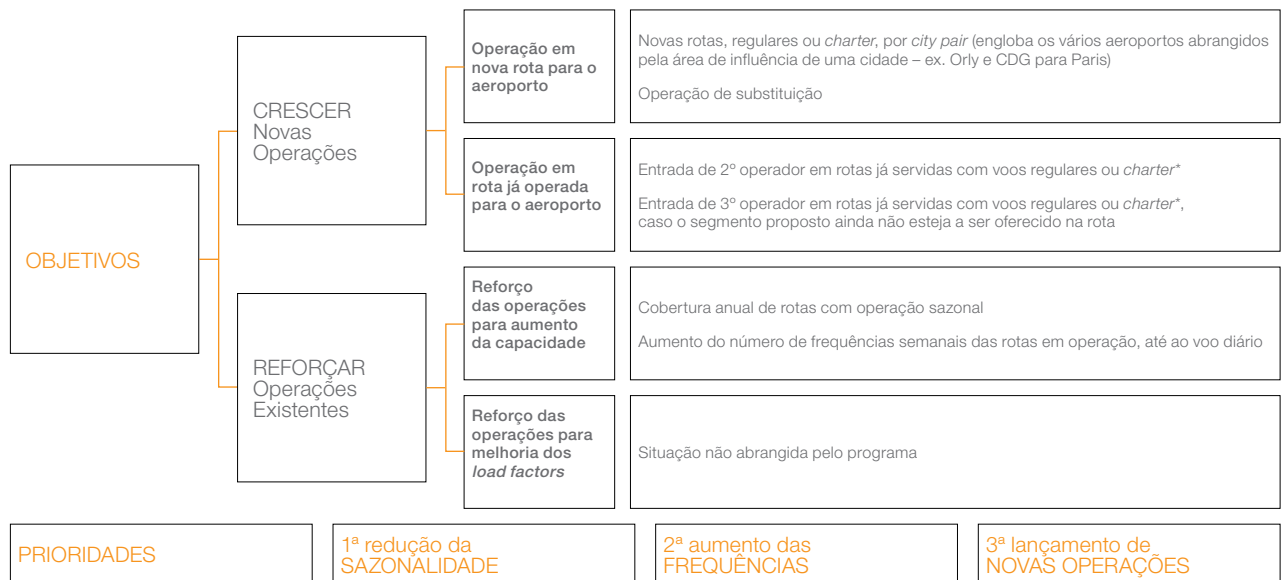 OBJETIVOS
CRESCER
Novas
Operações
Operação em
nova rota para o
aeroporto
Novas rotas, regulares ou charter, por city pair (engloba os vários aeroportos abrangidos
pela área de influência de uma cidade – ex. Orly e CDG para Paris)
Operação de substituição
Operação em
rota já operada
para o aeroporto
Entrada de 2º operador em rotas já servidas com voos regulares ou charter*
Entrada de 3º operador em rotas já servidas com voos regulares ou charter*,
caso o segmento proposto ainda não esteja a ser oferecido na rota
REFORÇAR
Operações
Existentes
Reforço
das operações
para aumento
da capacidade
Cobertura anual de rotas com operação sazonal
Aumento do número de frequências semanais das rotas em operação, até ao voo diário
Reforço das
operações para
melhoria dos
load factors
Situação não abrangida pelo programa
PRIORIDADES
1ª redução da
SAZONALIDADE
2ª aumento das
FREQUÊNCIAS
3ª lançamento de
NOVAS OPERAÇÕES